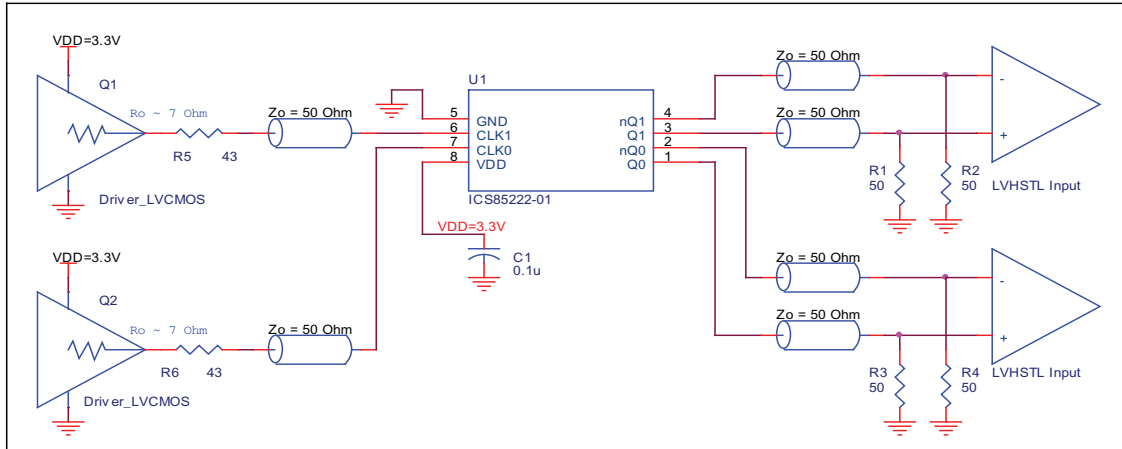 VDD=3.3V
Q1
Ro ~ 7 Ohm
R5 43
Zo = 50 Ohm
Driver_LVCMOS
VDD=3.3V
Q2
Ro ~ 7 Ohm
R6 43
Zo = 50 Ohm
Driver_LVCMOS
U1
5 GND
6 CLK1
7 CLK0
8 VDD
nQ1 4
Q1 3
nQ0 2
Q0 1
ICS85222-01
VDD=3.3V
C1
0.1u
Zo = 50 Ohm
Zo = 50 Ohm
-
+
R1
50
R2
50
LVHSTL Input
Zo = 50 Ohm
Zo = 50 Ohm
-
+
R3
50
R4
50
LVHSTL Input